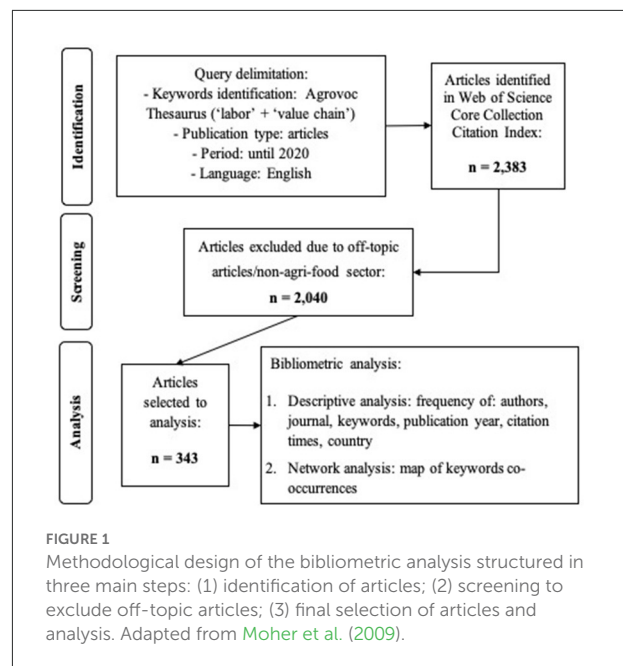 Identification
Query delimitation:
- Keywords identification: Agrovoc
Thesaurus ('labor' + 'value chain')
- Publication type: articles
- Period: until 2020
- Language: English
Articles identified
in Web of Science
Core Collection
Citation Index:
n = 2,383
Screening
Articles excluded due to off-topic
articles/non-agri-food sector:
n = 2,040
Analysis
Articles
selected to
analysis:
n = 343
Bibliometric analysis:
1. Descriptive analysis: frequency of: authors,
journal, keywords, publication year, citation
times, country
2. Network analysis: map of keywords co-
occurrences
FIGURE 1
Methodological design of the bibliometric analysis structured in
three main steps: (1) identification of articles; (2) screening to
exclude off-topic articles; (3) final selection of articles and
analysis. Adapted from Moher et al. (2009).